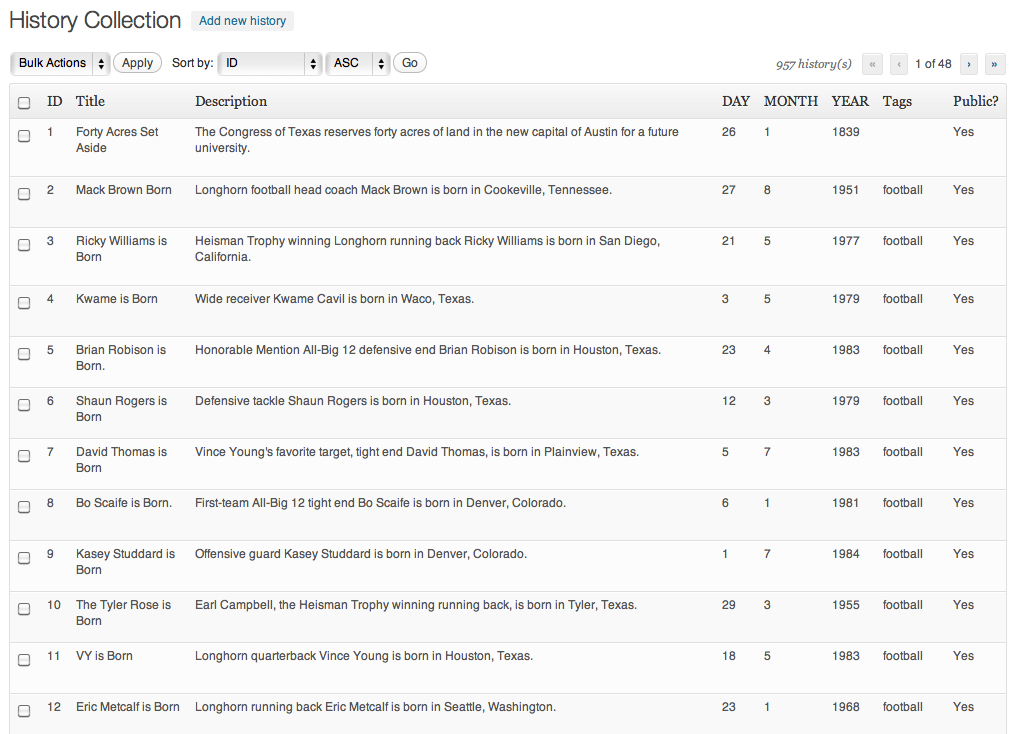 History Collection Add new history
Bulk Actions Apply Sort by: ID ASC Go 957 history(s) « ‹ 1 of 48 › »
ID Title Description DAY MONTH YEAR Tags Public?
1 Forty Acres Set The Congress of Texas reserves forty acres of land in the new capital of Austin for a future 26 1 1839 Yes
Aside university.
2 Mack Brown Born Longhorn football head coach Mack Brown is born in Cookeville, Tennessee. 27 8 1951 football Yes
3 Ricky Williams is Heisman Trophy winning Longhorn running back Ricky Williams is born in San Diego, 21 5 1977 football Yes
Born California.
4 Kwame is Born Wide receiver Kwame Cavil is born in Waco, Texas. 3 5 1979 football Yes
5 Brian Robison is Honorable Mention All-Big 12 defensive end Brian Robison is born in Houston, Texas. 23 4 1983 football Yes
Born.
6 Shaun Rogers is Defensive tackle Shaun Rogers is born in Houston, Texas. 12 3 1979 football Yes
Born
7 David Thomas is Vince Young's favorite target, tight end David Thomas, is born in Plainview, Texas. 5 7 1983 football Yes
Born
8 Bo Scaife is Born. First-team All-Big 12 tight end Bo Scaife is born in Denver, Colorado. 6 1 1981 football Yes
9 Kasey Studdard is Offensive guard Kasey Studdard is born in Denver, Colorado. 1 7 1984 football Yes
Born
10 The Tyler Rose is Earl Campbell, the Heisman Trophy winning running back, is born in Tyler, Texas. 29 3 1955 football Yes
Born
11 VY is Born Longhorn quarterback Vince Young is born in Houston, Texas. 18 5 1983 football Yes
12 Eric Metcalf is Born Longhorn running back Eric Metcalf is born in Seattle, Washington. 23 1 1968 football Yes